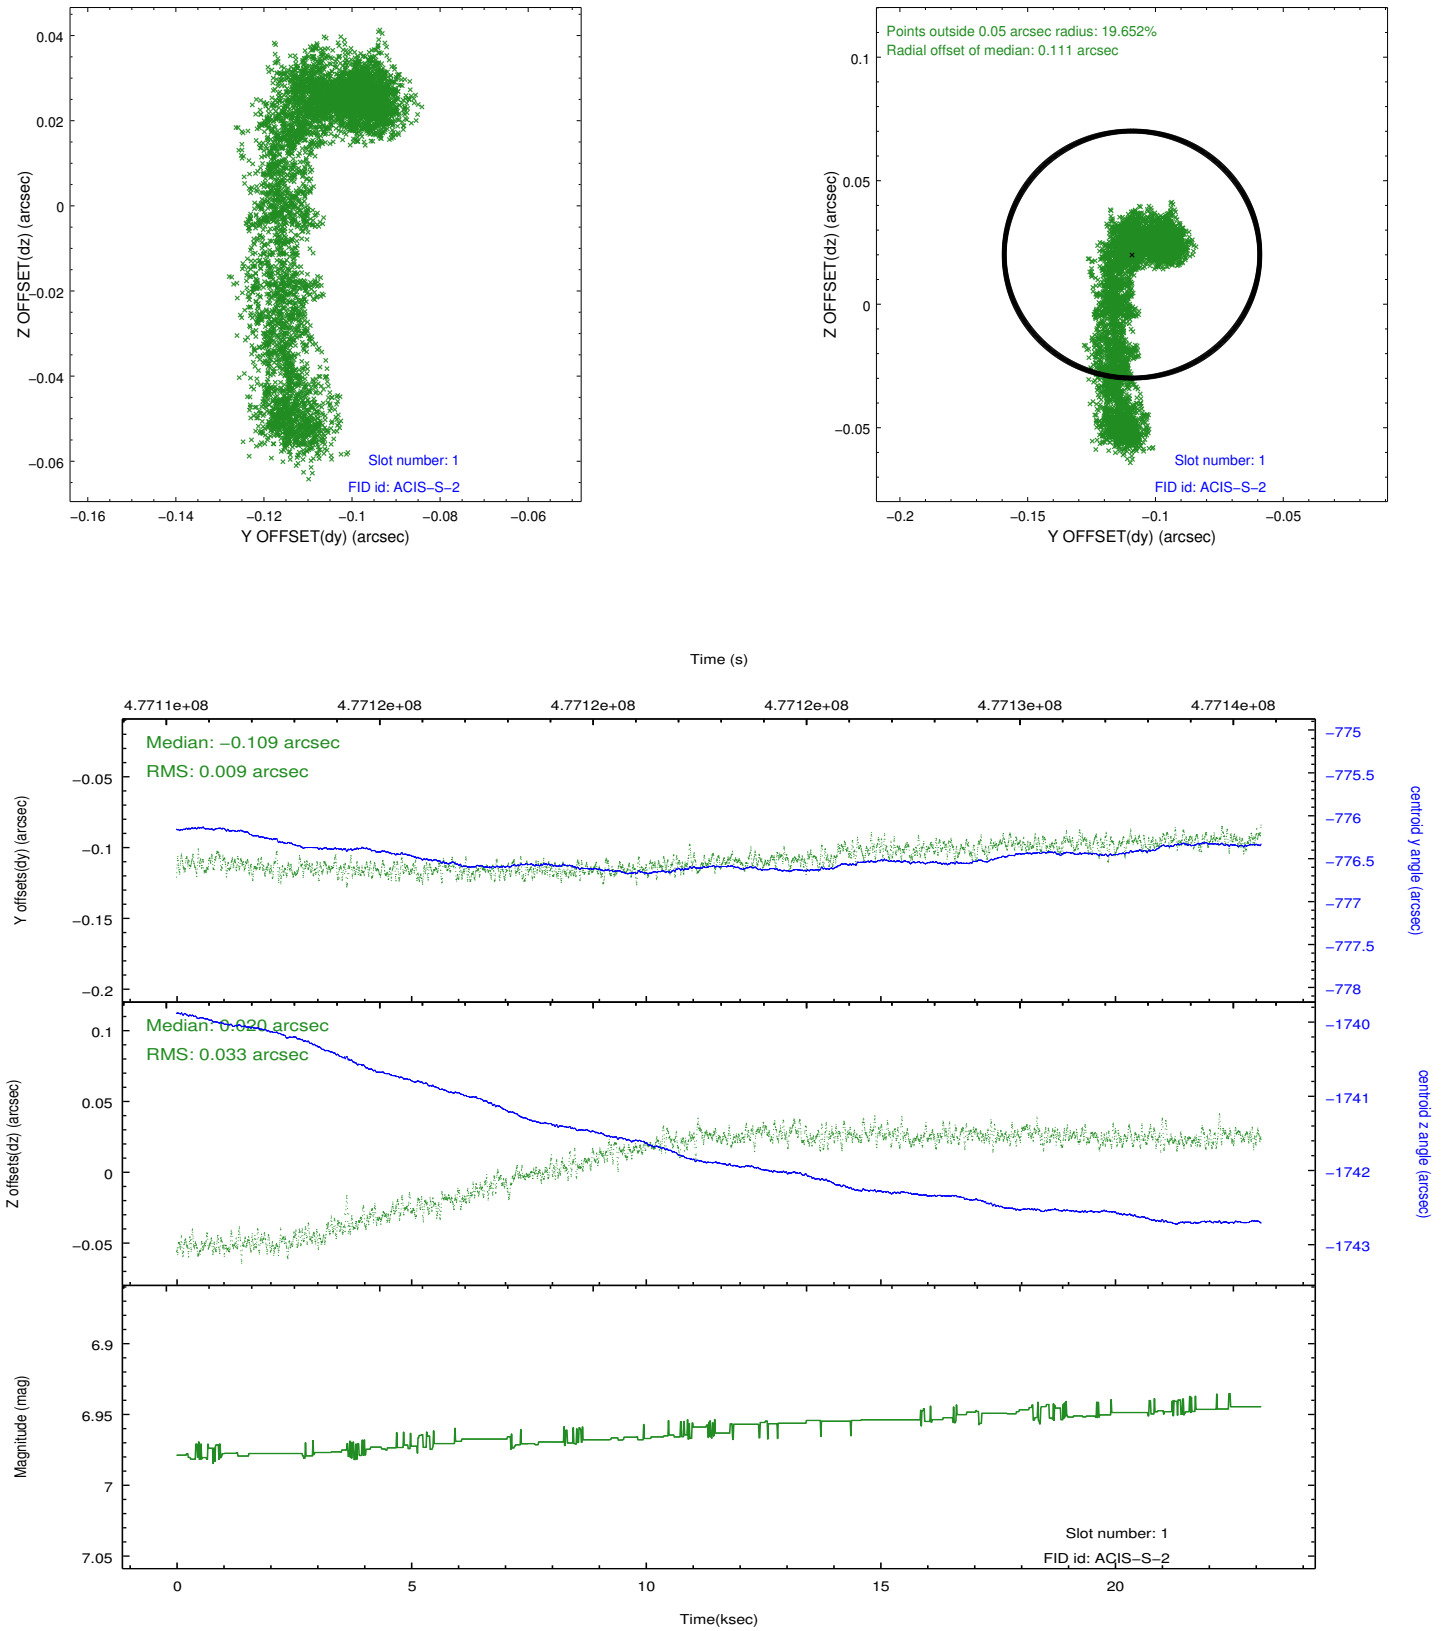 0.04
0.02
0
−0.02
−0.04
−0.06
−0.16
−0.14
−0.12
−0.1
−0.08
−0.06
Z OFFSET(dz) (arcsec)
Y OFFSET(dy) (arcsec)
Slot number: 1
FID id: ACIS−S−2
Points outside 0.05 arcsec radius: 19.652%
Radial offset of median: 0.111 arcsec
0.1
0.05
0
−0.05
−0.2
−0.15
−0.1
−0.05
Z OFFSET(dz) (arcsec)
Y OFFSET(dy) (arcsec)
Slot number: 1
FID id: ACIS−S−2
Time (s)
4.7711e+08
4.7712e+08
4.7712e+08
4.7712e+08
4.7713e+08
4.7714e+08
Median: −0.109 arcsec
RMS: 0.009 arcsec
−0.05
−0.1
−0.15
−0.2
Y offsets(dy) (arcsec)
−775
−775.5
−776
−776.5
−777
−777.5
−778
centroid y angle (arcsec)
Median: 0.020 arcsec
RMS: 0.033 arcsec
0.1
0.05
0
−0.05
Z offsets(dz) (arcsec)
−1740
−1741
−1742
−1743
centroid z angle (arcsec)
6.9
6.95
7
7.05
Magnitude (mag)
Slot number: 1
FID id: ACIS−S−2
0
5
10
15
20
Time(ksec)